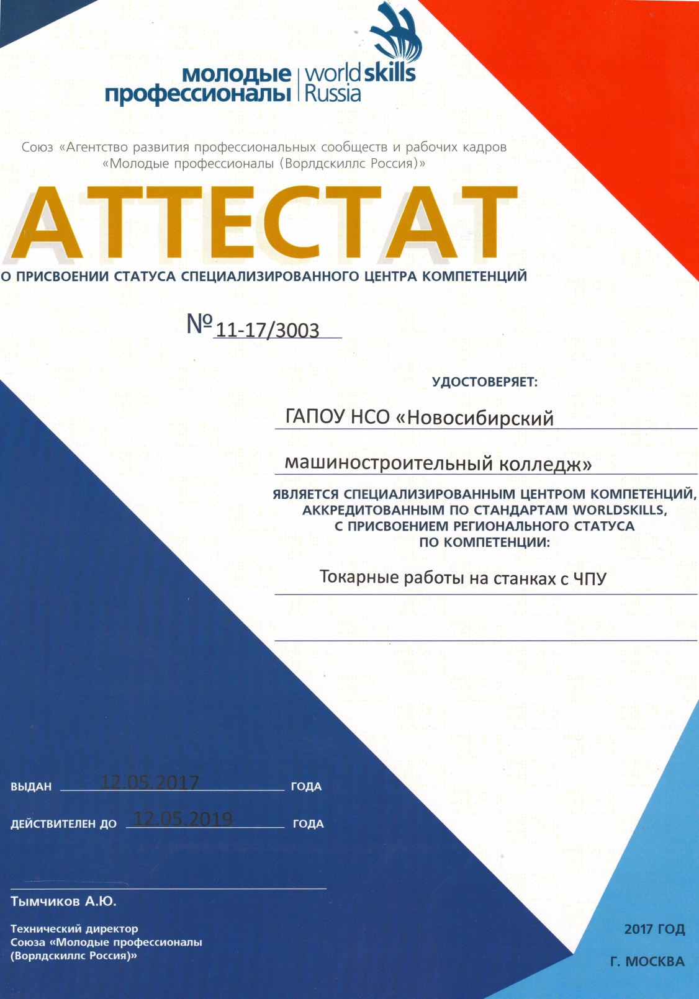 молодые
профессионалы
worldskills
Russia
Союз «Агентство развития профессиональных сообществ и рабочих кадров
«Молодые профессионалы (Ворлдскиллс Россия)»
АТТЕСТАТ
О ПРИСВОЕНИИ СТАТУСА СПЕЦИАЛИЗИРОВАННОГО ЦЕНТРА КОМПЕТЕНЦИЙ
№ 11-17/3003
УДОСТОВЕРЯЕТ:
ГАПОУ НСО «Новосибирский
машиностроительный колледж»
ЯВЛЯЕТСЯ СПЕЦИАЛИЗИРОВАННЫМ ЦЕНТРОМ КОМПЕТЕНЦИЙ,
АККРЕДИТОВАННЫМ ПО СТАНДАРТАМ WORLDSKILLS,
С ПРИСВОЕНИЕМ РЕГИОНАЛЬНОГО СТАТУСА
ПО КОМПЕТЕНЦИИ:
Токарные работы на станках с ЧПУ
ВЫДАН 12.05.2017 ГОДА
ДЕЙСТВИТЕЛЕН ДО 12.05.2019 ГОДА
Тымчиков А.Ю.
Технический директор
Союза «Молодые профессионалы
(Ворлдскиллс Россия)»
2017 ГОД
Г. МОСКВА